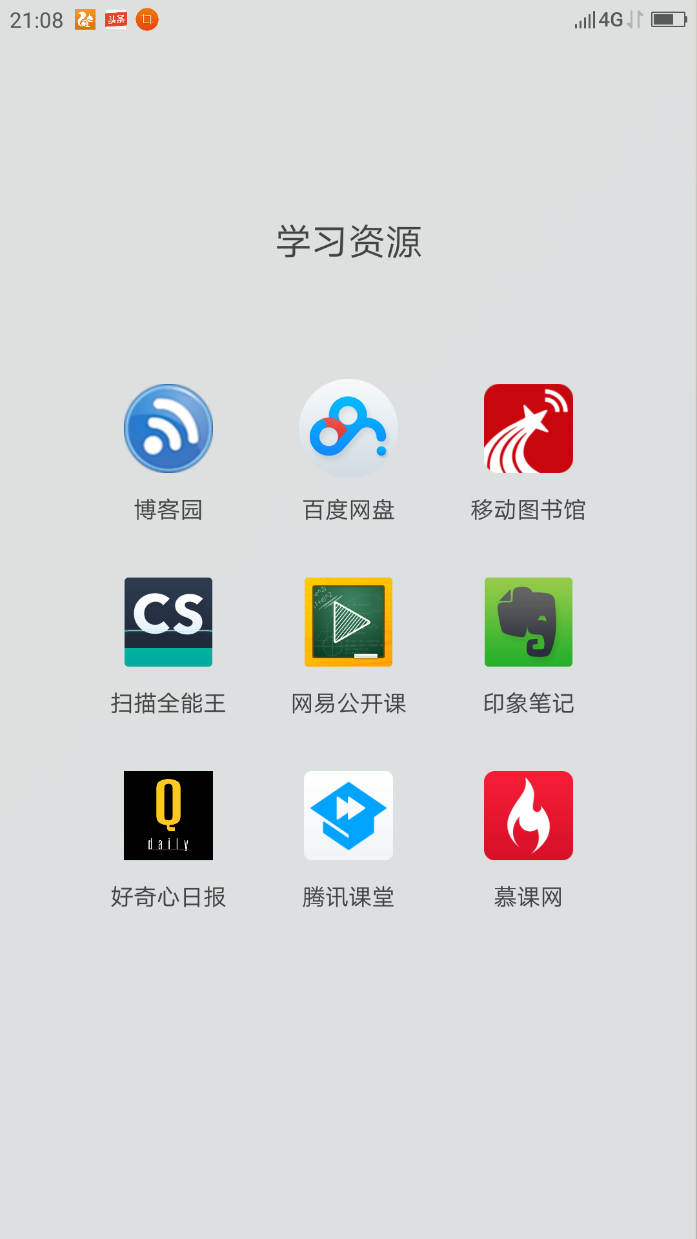 21:08 头条 4G
学习资源
博客园 百度网盘 移动图书馆
CS
扫描全能王 网易公开课 印象笔记
Q
daily
好奇心日报 腾讯课堂 慕课网